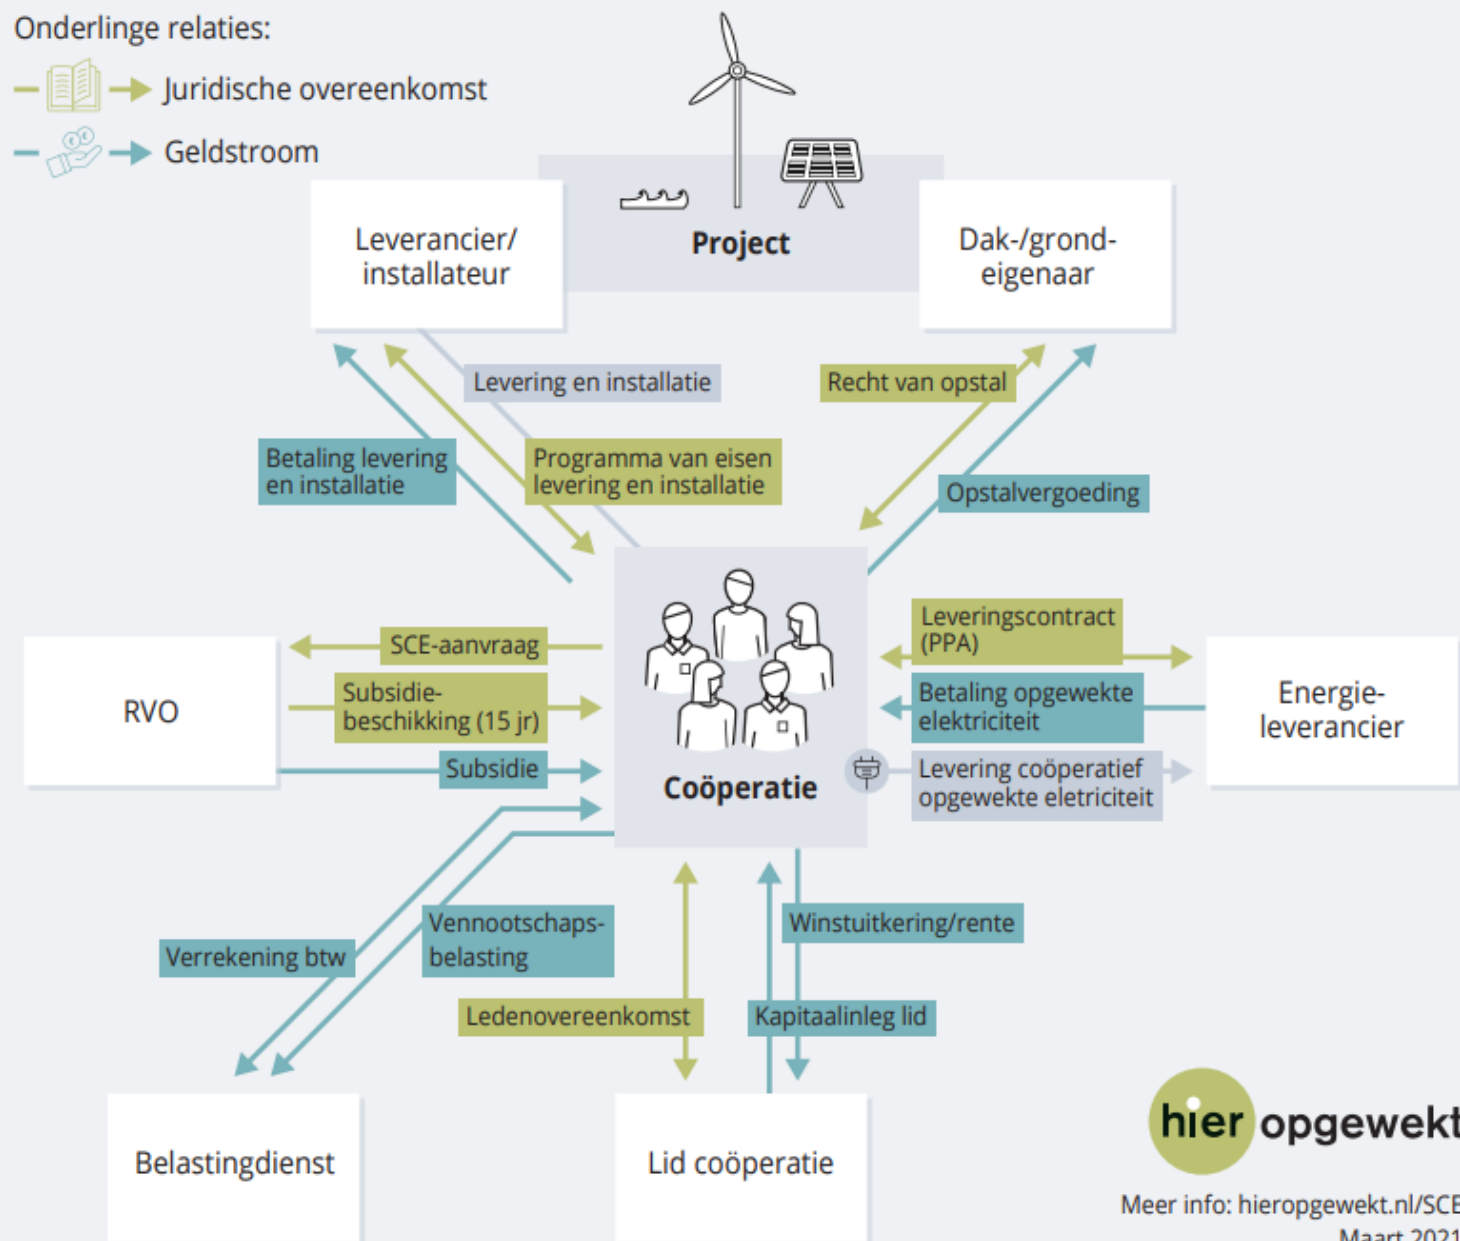 Onderlinge relaties:
Juridische overeenkomst
Geldstroom
Leverancier/
installateur
Project
Dak-/grond-
eigenaar
Levering en installatie
Recht van opstal
Betaling levering
en installatie
Programma van eisen
levering en installatie
Opstalvergoeding
RVO
SCE-aanvraag
Subsidie-
beschikking (15 jr)
Subsidie
Coöperatie
Leveringscontract
(PPA)
Betaling opgewekte
elektriciteit
Levering coöperatief
opgewekte eletriciteit
Energie-
leverancier
Verrekening btw
Vennootschaps-
belasting
Winstuitkering/rente
Ledenovereenkomst
Kapitaalinleg lid
Belastingdienst
Lid coöperatie
hier opgewekt
Meer info: hieropgewekt.nl/SCE
Maart 2021